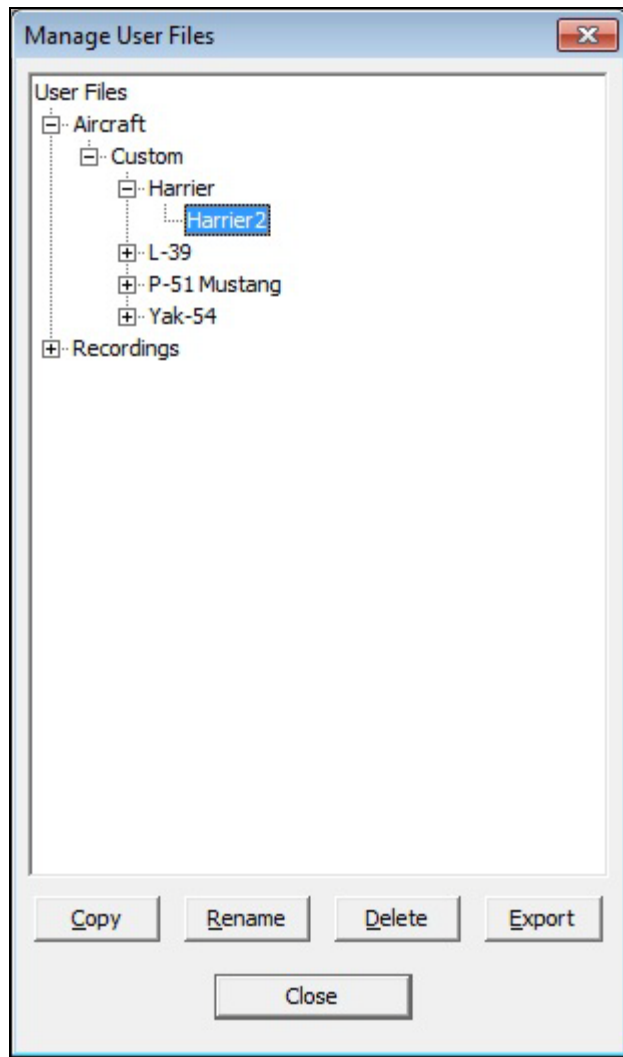 Manage User Files
User Files
Aircraft
Custom
Harrier
Harrier2
L-39
P-51 Mustang
Yak-54
Recordings
Copy Rename Delete Export
Close